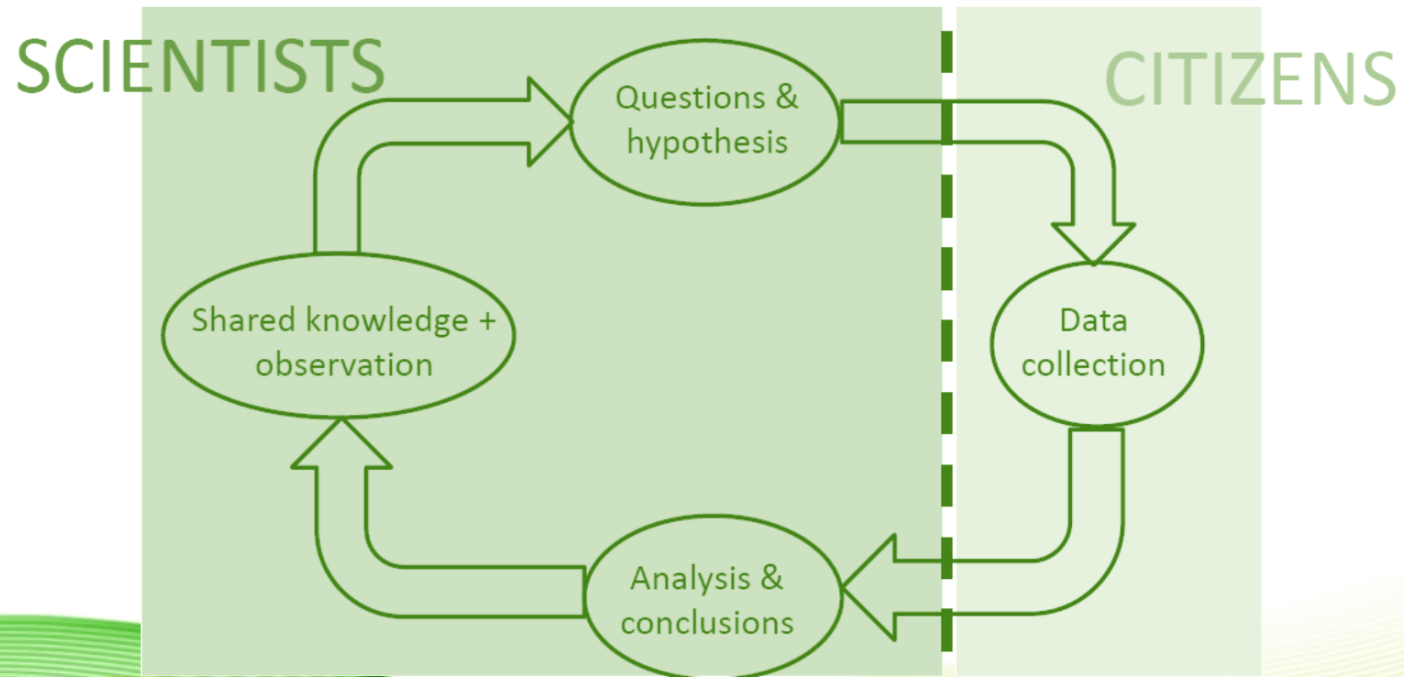 SCIENTISTS
CITIZENS
Questions &
hypothesis
Shared knowledge +
observation
Data
collection
Analysis &
conclusions